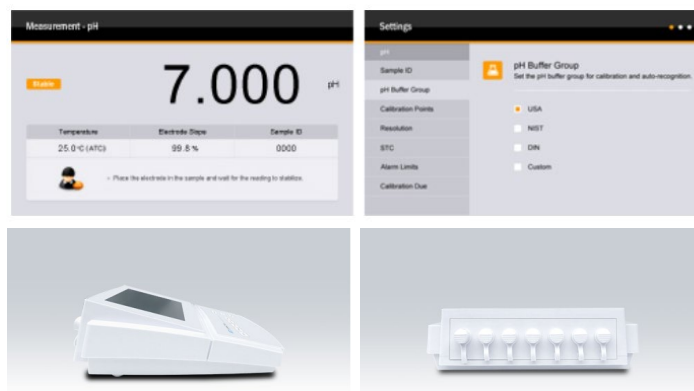 Measurement - pH
Stable
7.000 pH
Temperature Electrode Slope Sample ID
25.0 °C (ATC) 99.8 % 0000
Place the electrode in the sample and wait for the reading to stabilize.
Settings
pH
Sample ID
pH Buffer Group
Calibration Points
Resolution
STC
Alarm Limits
Calibration Due
pH Buffer Group
Set the pH buffer group for calibration and auto-recognition.
USA
NIST
DIN
Custom